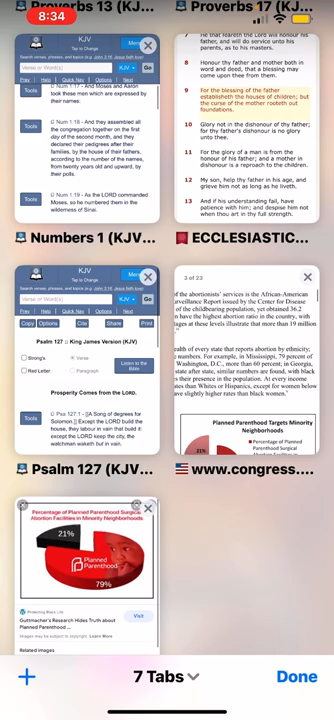 Proverbs 13 (KJ...
Proverbs 17 (KJ...
8:34
KJV
Tap to Change
Men
Verse or Word(s)
KJV
Go
Search verses, phrases, and topics (e.g. John 3:16, Jesus faith love)
Prev
Help
Quick Nav
Options
Next
Num 1:17 - And Moses and Aaron
took these men which are expressed by
their names:
Tools
Num 1:18 - And they assembled all
the congregation together on the
first day of the second month, and
they declared their pedigrees after their
families, by the house of their fathers,
according to the number of the names,
from twenty years old and upward, by
their polls.
Tools
Num 1:19 - As the LORD commanded
Moses, so he numbered them in the
wilderness of Sinai.
7
He that feareth the Lord will honour his
father, and will do service unto his
parents, as to his masters.
8
Honour thy father and mother both
in word and deed, that a blessing may
come upon thee from them.
9
For the blessing of the father
establisheth the houses of children; but
the curse of the mother rooteth out
foundations.
10
Glory not in the dishonour of thy father;
for thy father's dishonour is no glory
unto thee.
11
For the glory of a man is from the
honour of his father; and a mother in
dishonour is a reproach to the children.
12
My son, help thy father in his age, and
grieve him not as long as he liveth.
13
And if his understanding fail, have
patience with him; and despise him not
when thou art in thy full strength.
Numbers 1 (KJV...
ECCLESIASTIC...
KJV
Tap to Change
Men
Verse or Word(s)
KJV
Go
Search verses, phrases, and topics (e.g. John 3:16, Jesus faith love)
Prev
Help
Quick Nav
Options
Next
Copy
Options
Cite
Share
Print
Psalm 127 :: King James Version (KJV)
Strong's
Verse
Red Letter
Paragraph
Listen to the
Bible
Prosperity Comes from the LORD.
Tools
Psa 127:1 - [[A Song of degrees for
Solomon.]] Except the LORD build the
house, they labour in vain that build it:
except the LORD keep the city, the
watchman waketh but in vain.
3 of 23
of the abortionists' services is the African-American
urveillance Report issued by the Center for Disease
of the childbearing population, yet obtained 36.2
o have the highest abortion ratio in the country, with
ages at these levels illustrate that more than 19 million
ealth of every state that reports abortion by ethnicity,
numbers. For example, in Mississippi, 79 percent of
Washington, D.C., more than 60 percent; in Georgia,
state after state, similar numbers are found, with black
s their presence in the population. At every income
rates than Whites or Hispanics, except for women below
ave slightly higher rates than black women.
Planned Parenthood Targets Minority
Neighborhoods
31%
Percentage of Planned
Parenthood Surgical
Psalm 127 (KJV...
www.congress....
Percentage of Planned Parenthood Surgical
Abortion Facilities in Minority Neighborhoods
21%
Planned
Parenthood
79%
Protecting Black Life
Guttmacher's Research Hides Truth about
Planned Parenthood ...
Visit
Images may be subject to copyright. Learn More
Related images
7 Tabs
Done